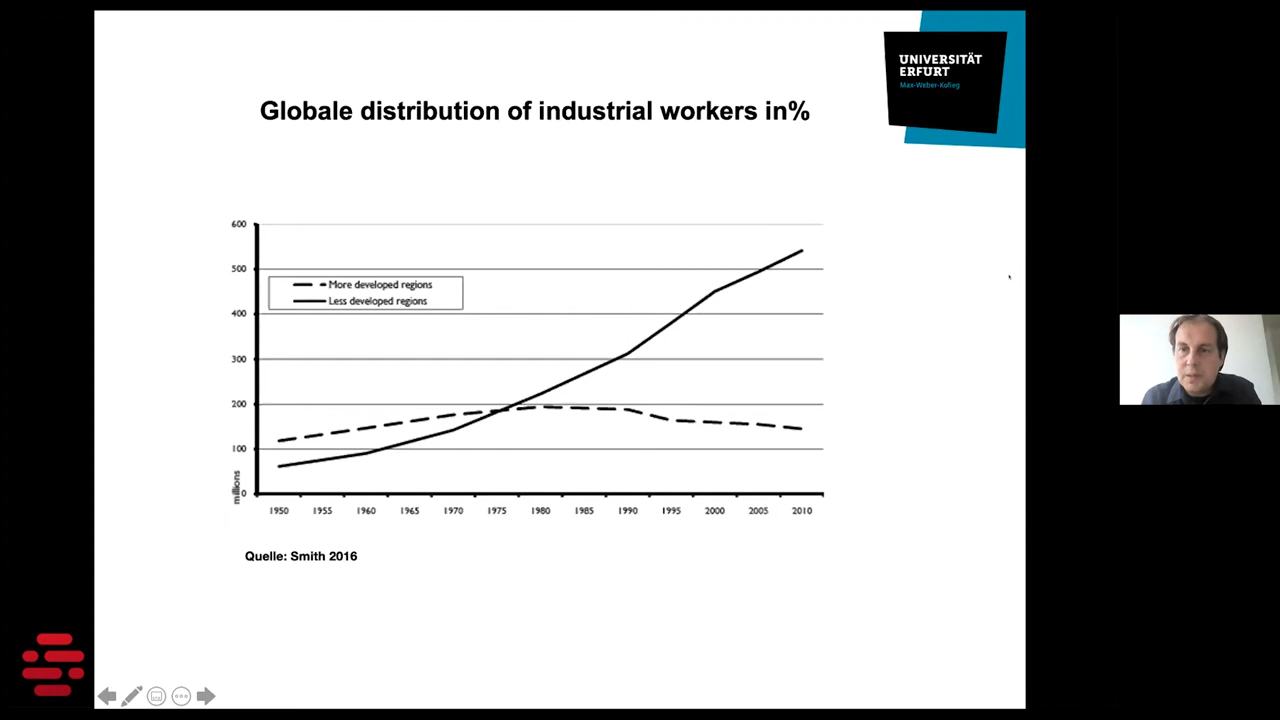 UNIVERSITÄT
ERFURT
Max-Weber-Kolleg
Globale distribution of industrial workers in%
600
500
More developed regions
Less developed regions
400
300
200
100
0
millions
1950 1955 1960 1965 1970 1975 1980 1985 1990 1995 2000 2005 2010
Quelle: Smith 2016